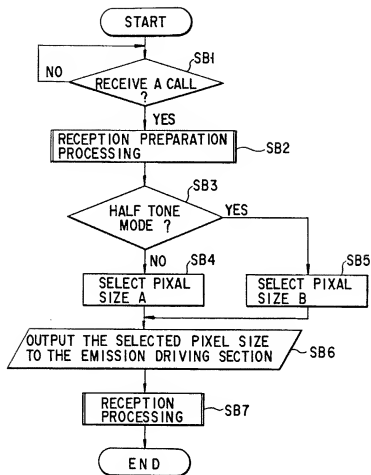 START
SB1
NO
RECEIVE A CALL
?
YES
RECEPTION PREPARATION
PROCESSING
SB2
SB3
HALF TONE
MODE ?
YES
NO
SB4
SB5
SELECT PIXAL
SIZE A
SELECT PIXAL
SIZE B
OUTPUT THE SELECTED PIXEL SIZE
TO THE EMISSION DRIVING SECTION
SB6
RECEPTION
PROCESSING
SB7
END